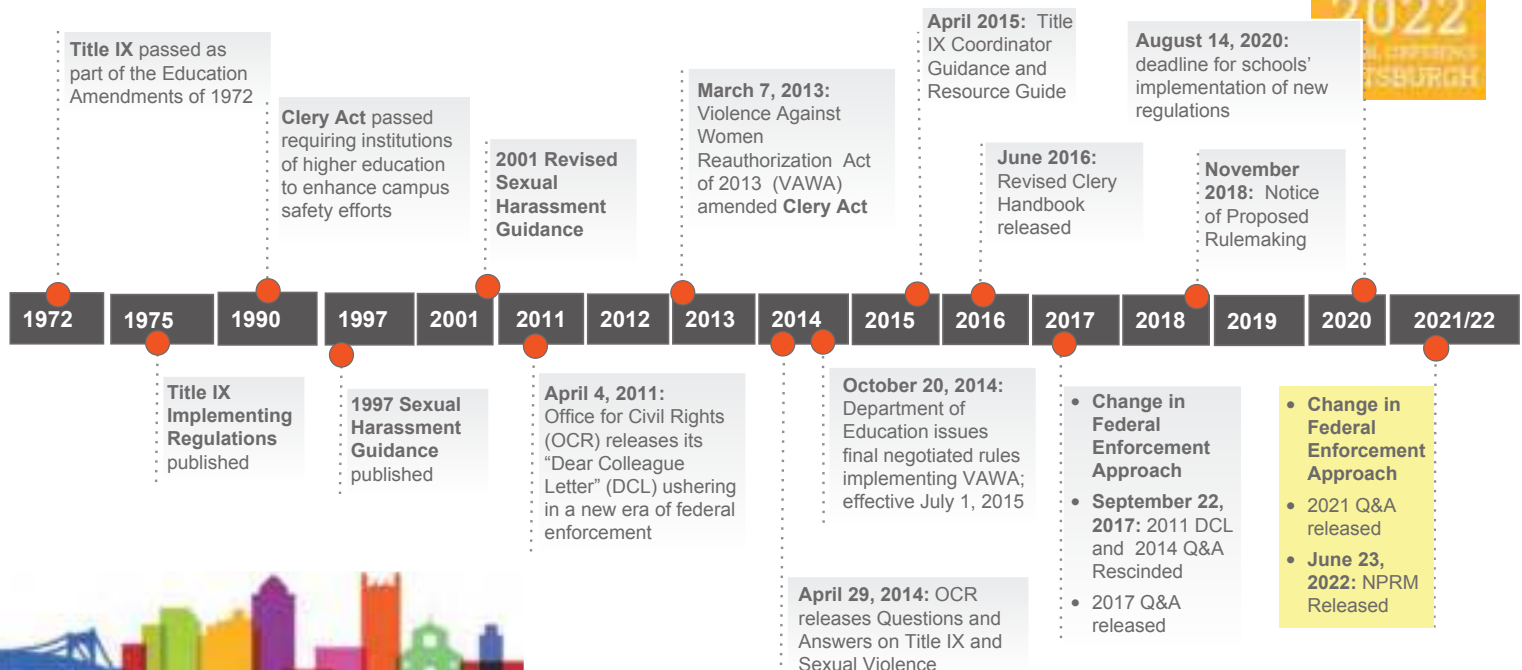 2022
CONFERENCE
Title IX passed as
part of the Education
Amendments of 1972
Clery Act passed
requiring institutions
of higher education
to enhance campus
safety efforts
2001 Revised
Sexual
Harassment
Guidance
March 7, 2013:
Violence Against
Women
Reauthorization Act
of 2013 (VAWA)
amended Clery Act
April 2015: Title
IX Coordinator
Guidance and
Resource Guide
June 2016:
Revised Clery
Handbook
released
August 14, 2020:
deadline for schools’
implementation of new
regulations
November
2018: Notice
of Proposed
Rulemaking
1972 1975 1990 1997 2001 2011 2012 2013 2014 2015 2016 2017 2018 2019 2020 2021/22
Title IX
Implementing
Regulations
published
1997 Sexual
Harassment
Guidance
published
April 4, 2011:
Office for Civil Rights
(OCR) releases its
“Dear Colleague
Letter” (DCL) ushering
in a new era of federal
enforcement
April 29, 2014: OCR
releases Questions and
Answers on Title IX and
Sexual Violence
October 20, 2014:
Department of
Education issues
final negotiated rules
implementing VAWA;
effective July 1, 2015
• Change in
Federal
Enforcement
Approach
• September 22,
2017: 2011 DCL
and 2014 Q&A
Rescinded
• 2017 Q&A
released
• Change in
Federal
Enforcement
Approach
• 2021 Q&A
released
• June 23,
2022: NPRM
Released